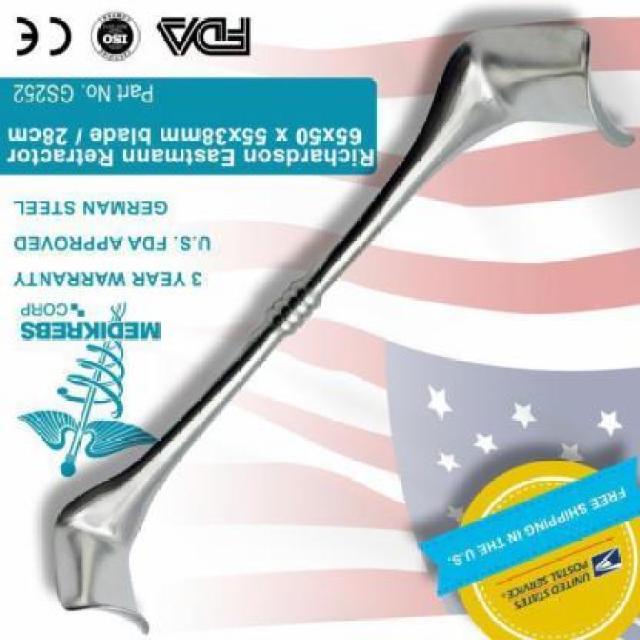 UNITED STATES
POSTAL SERVICE®
FREE SHIPPING IN THE U.S.
MEDIKREBS
CORP
3 YEAR WARRANTY
U.S. FDA APPROVED
GERMAN STEEL
Richardson Eastmann Retractor
65x50 x 55x38mm blade / 28cm
Part No. GS252
FDA
ISO
CE